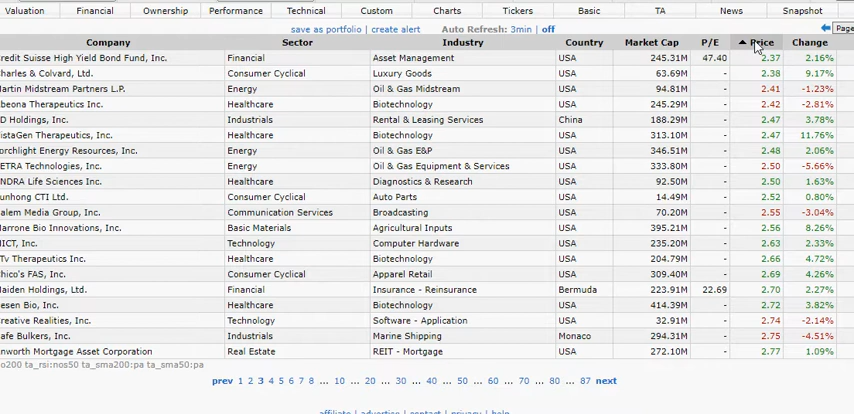 Valuation Financial Ownership Performance Technical Custom Charts Tickers Basic TA News Snapshot
save as portfolio | create alert Auto Refresh: 3min | off Page
Company Sector Industry Country Market Cap P/E Price Change
redit Suisse High Yield Bond Fund, Inc. Financial Asset Management USA 245.31M 47.40 2.37 2.16%
harles & Colvard, Ltd. Consumer Cyclical Luxury Goods USA 63.69M - 2.38 9.17%
artin Midstream Partners L.P. Energy Oil & Gas Midstream USA 94.81M - 2.41 -1.23%
beona Therapeutics Inc. Healthcare Biotechnology USA 245.29M - 2.42 -2.81%
D Holdings, Inc. Industrials Rental & Leasing Services China 188.29M - 2.47 3.78%
istaGen Therapeutics, Inc. Healthcare Biotechnology USA 313.10M - 2.47 11.76%
orchlight Energy Resources, Inc. Energy Oil & Gas E&P USA 346.51M - 2.48 2.06%
ETRA Technologies, Inc. Energy Oil & Gas Equipment & Services USA 333.80M - 2.50 -5.66%
NDRA Life Sciences Inc. Healthcare Diagnostics & Research USA 92.50M - 2.50 1.63%
unhong CTI Ltd. Consumer Cyclical Auto Parts USA 14.49M - 2.52 0.80%
alem Media Group, Inc. Communication Services Broadcasting USA 70.20M - 2.55 -3.04%
arrone Bio Innovations, Inc. Basic Materials Agricultural Inputs USA 395.21M - 2.56 8.26%
ICT, Inc. Technology Computer Hardware USA 235.20M - 2.63 2.33%
Tv Therapeutics, Inc. Healthcare Biotechnology USA 204.79M - 2.66 4.72%
hico's FAS, Inc. Consumer Cyclical Apparel Retail USA 309.40M - 2.69 4.26%
aiden Holdings, Ltd. Financial Insurance - Reinsurance Bermuda 223.91M 22.69 2.70 2.27%
esen Bio, Inc. Healthcare Biotechnology USA 414.39M - 2.72 3.82%
reative Realities, Inc. Technology Software - Application USA 32.91M - 2.74 -2.14%
afe Bulkers, Inc. Industrials Marine Shipping Monaco 294.31M - 2.75 -4.51%
nworth Mortgage Asset Corporation Real Estate REIT - Mortgage USA 272.10M - 2.77 1.09%
o200 ta_rsi:nos50 ta_sma200:pa ta_sma50:pa
prev 1 2 3 4 5 6 7 8 ... 10 ... 20 ... 30 ... 40 ... 50 ... 60 ... 70 ... 80 ... 87 next
affiliate | advertise | contact | privacy | help